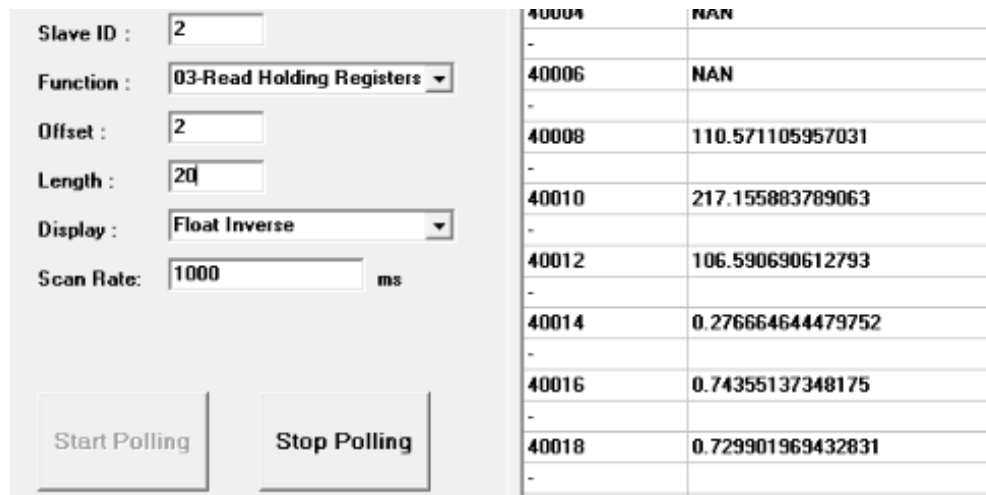 Slave ID : 2
Function : 03-Read Holding Registers
Offset : 2
Length : 20
Display : Float Inverse
Scan Rate: 1000 ms
Start Polling Stop Polling
40004 NAN
-
40006 NAN
-
40008 110.571105957031
-
40010 217.155883789063
-
40012 106.590690612793
-
40014 0.276664644479752
-
40016 0.74355137348175
-
40018 0.729901969432831
-